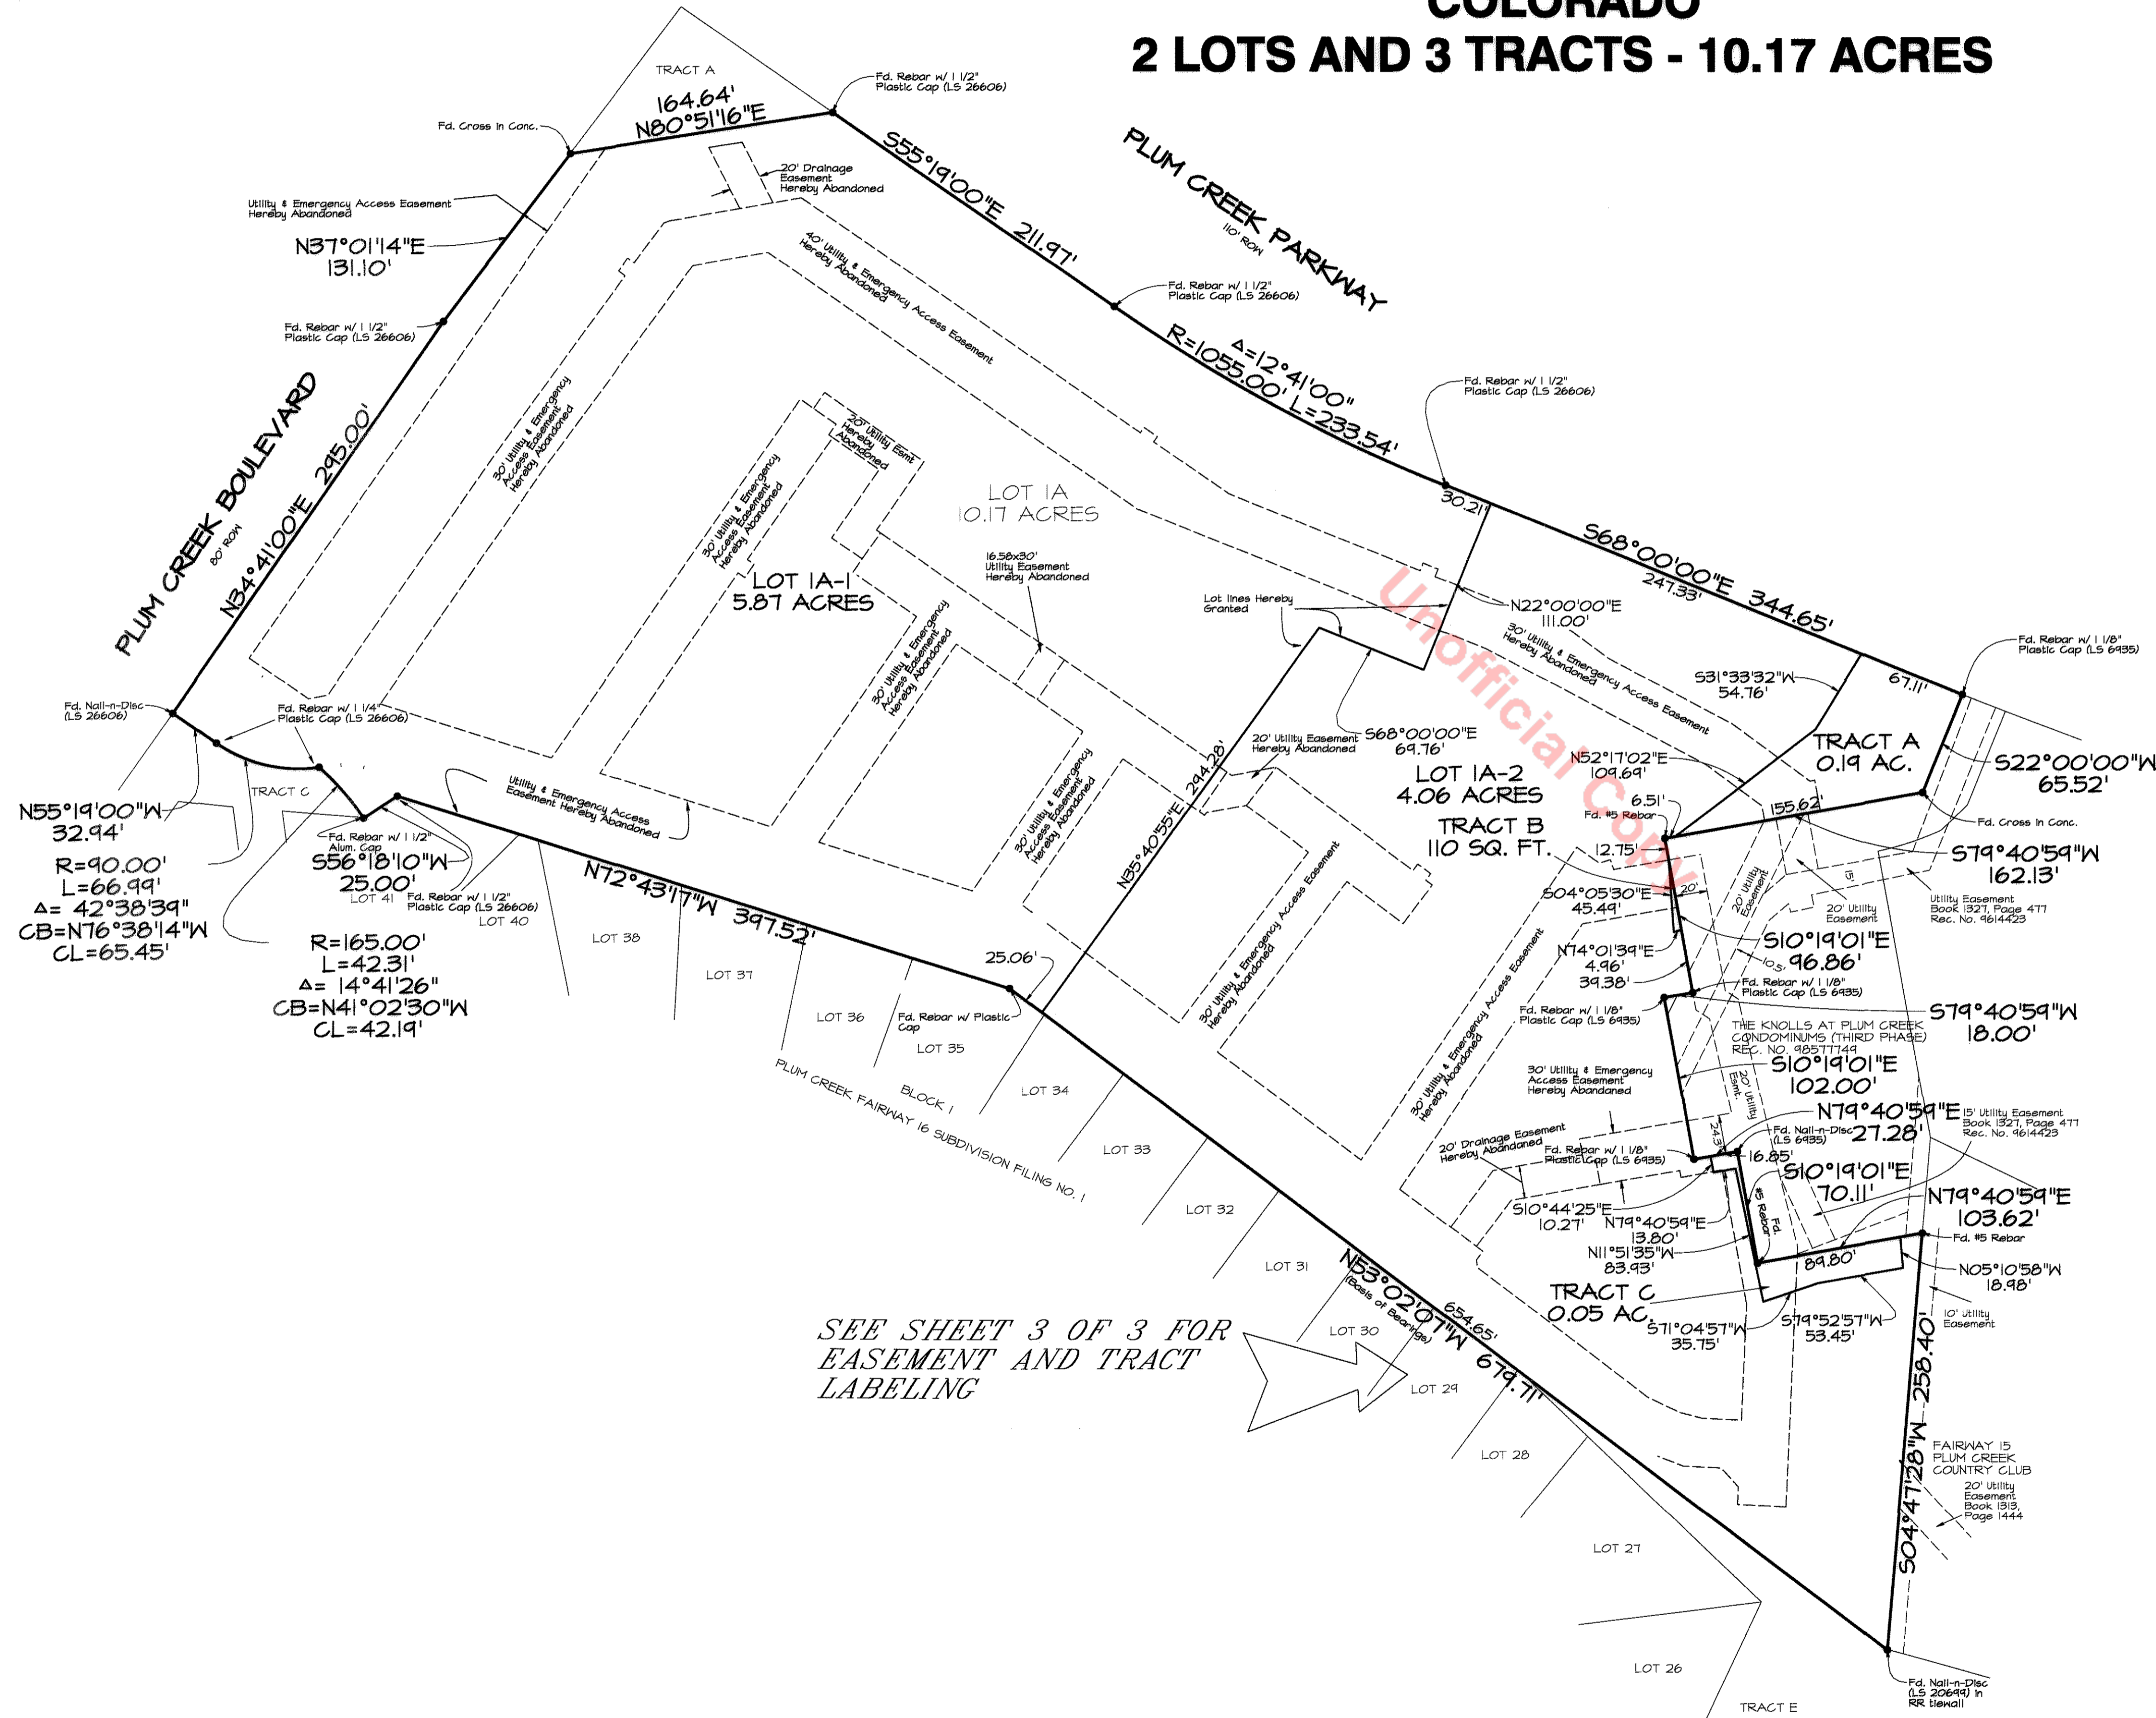 COLORADO
2 LOTS AND 3 TRACTS - 10.17 ACRES
TRACT A
164.64'
N80°51'16"E
Fd. Rebar w/ 1 1/2"
Plastic Cap (LS 26606)
Fd. Cross in Conc.
S55°19'00"E 211.97'
PLUM CREEK PARKWAY
110' ROW
20' Drainage
Easement
Hereby Abandoned
Utility & Emergency Access Easement
Hereby Abandoned
N37°01'14"E
131.10'
40' Utility & Emergency Access Easement
Hereby Abandoned
Fd. Rebar w/ 1 1/2"
Plastic Cap (LS 26606)
Fd. Rebar w/ 1 1/2"
Plastic Cap (LS 26606)
Δ=12°41'00"
R=1055.00' L=233.54'
Fd. Rebar w/ 1 1/2"
Plastic Cap (LS 26606)
PLUM CREEK BOULEVARD
80' ROW
N34°41'00"E 295.00'
30' Utility & Emergency
Access Easement
Hereby Abandoned
20' Utility Esmt
Hereby
Abandoned
30' Utility & Emergency
Access Easement
Hereby Abandoned
LOT 1A
10.17 ACRES
30.21'
S68°00'00"E 344.65'
247.33'
16.58x30'
Utility Easement
Hereby Abandoned
LOT 1A-1
5.87 ACRES
Lot lines Hereby
Granted
N22°00'00"E
111.00'
30' Utility & Emergency Access Easement
Hereby Abandoned
Unofficial Copy
Fd. Rebar w/ 1 1/8"
Plastic Cap (LS 6935)
S31°33'32"W
54.76'
67.11'
30' Utility & Emergency
Access Easement
Hereby Abandoned
Fd. Nail-n-Disc
(LS 26606)
Fd. Rebar w/ 1 1/4"
Plastic Cap (LS 26606)
20' Utility Easement
Hereby Abandoned
S68°00'00"E
69.76'
TRACT A
0.19 AC.
S22°00'00"W
65.52'
N52°17'02"E
109.69'
LOT 1A-2
4.06 ACRES
TRACT B
110 SQ. FT.
6.51'
Fd. #5 Rebar
155.62'
12.75'
Fd. Cross in Conc.
N55°19'00"W
32.94'
TRACT C
Utility & Emergency Access
Easement Hereby Abandoned
Fd. Rebar w/ 1 1/2"
Alum. Cap
S56°18'10"W
25.00'
R=90.00'
L=66.99'
Δ= 42°38'39"
CB=N76°38'14"W
CL=65.45'
LOT 41
Fd. Rebar w/ 1 1/2"
Plastic Cap (LS 26606)
LOT 40
N72°43'17"W 397.52'
N35°40'55"E 294.28'
30' Utility & Emergency
Access Easement
Hereby Abandoned
S79°40'59"W
162.13'
15'
20' Utility
Easement
20' Utility
Easement
Utility Easement
Book 1327, Page 477
Rec. No. 9614423
20'
S04°05'30"E
45.49'
R=165.00'
L=42.31'
Δ= 14°41'26"
CB=N41°02'30"W
CL=42.19'
LOT 38
LOT 37
25.06'
30' Utility & Emergency Access Easement
Hereby Abandoned
30' Utility & Emergency Access Easement
Hereby Abandoned
N74°01'39"E
4.96'
39.38'
S10°19'01"E
96.86'
10.5'
Fd. Rebar w/ 1 1/8"
Plastic Cap (LS 6935)
Fd. Rebar w/ 1 1/8"
Plastic Cap (LS 6935)
S79°40'59"W
18.00'
LOT 36
Fd. Rebar w/ Plastic
Cap
LOT 35
THE KNOLLS AT PLUM CREEK
CONDOMINUMS (THIRD PHASE)
REC. NO. 98577749
S10°19'01"E
102.00'
20' Utility
Esmt.
30' Utility & Emergency
Access Easement
Hereby Abandaned
LOT 34
BLOCK 1
PLUM CREEK FAIRWAY 16 SUBDIVISION FILING NO. 1
N79°40'59"E
27.28'
15' Utility Easement
Book 1327, Page 477
Rec. No. 9614423
Fd. Nail-n-Disc
(LS 6935)
24.3'
20' Drainage Easement
Hereby Abandaned
Fd. Rebar w/ 1 1/8"
Plastic Cap (LS 6935)
16.85'
LOT 33
S10°19'01"E
70.11'
LOT 32
S10°44'25"E
10.27'
N79°40'59"E
13.80'
#5 Rebar
Fd.
N79°40'59"E
103.62'
Fd. #5 Rebar
N11°51'35"W
83.93'
89.80'
LOT 31
N53°02'07"W 679.71'
(Basis of Bearings)
654.65'
TRACT C
0.05 AC.
N05°10'58"W
18.98'
S71°04'57"W
35.75'
S79°52'57"W
53.45'
10' Utility
Easement
SEE SHEET 3 OF 3 FOR
EASEMENT AND TRACT
LABELING
LOT 30
LOT 29
S04°47'28"W 258.40'
LOT 28
FAIRWAY 15
PLUM CREEK
COUNTRY CLUB
20' Utility
Easement
Book 1313,
Page 1444
LOT 27
LOT 26
TRACT E
Fd. Nail-n-Disc
(LS 20699) in
RR tiewall